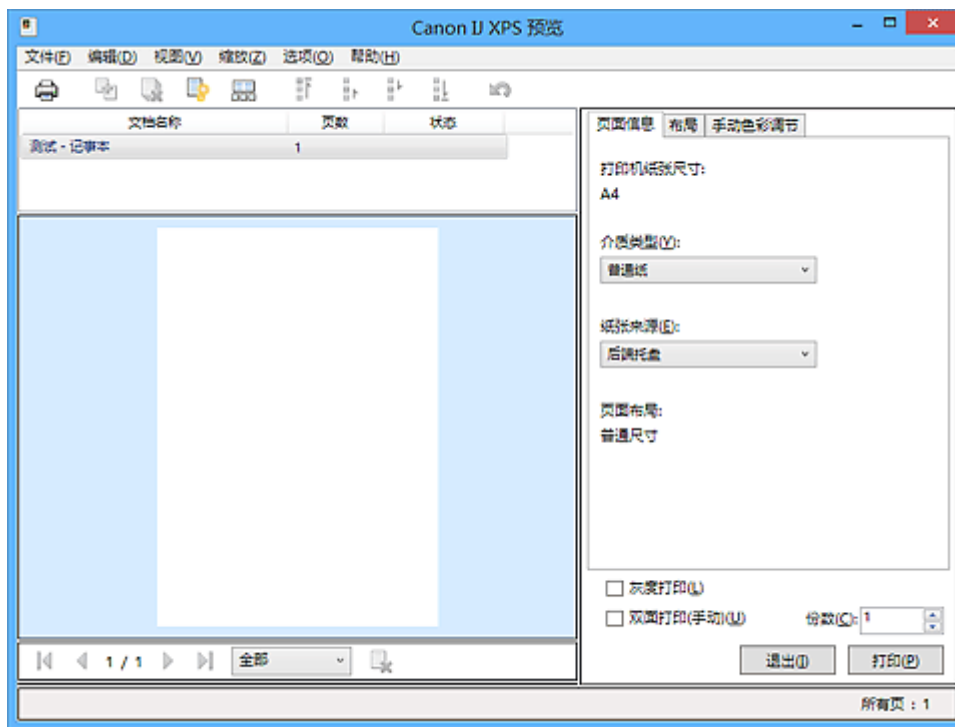 Canon IJ XPS 预览
文件(F) 编辑(D) 视图(V) 缩放(Z) 选项(O) 帮助(H)
文档名称 页数 状态
测试 - 记事本 1
页面信息 布局 手动色彩调节
打印机纸张尺寸:
A4
介质类型(Y):
普通纸
纸张来源(E):
后端托盘
页面布局:
普通尺寸
灰度打印(L)
双面打印(手动)(U) 份数(C): 1
1 / 1 全部
退出(I) 打印(P)
所有页 : 1